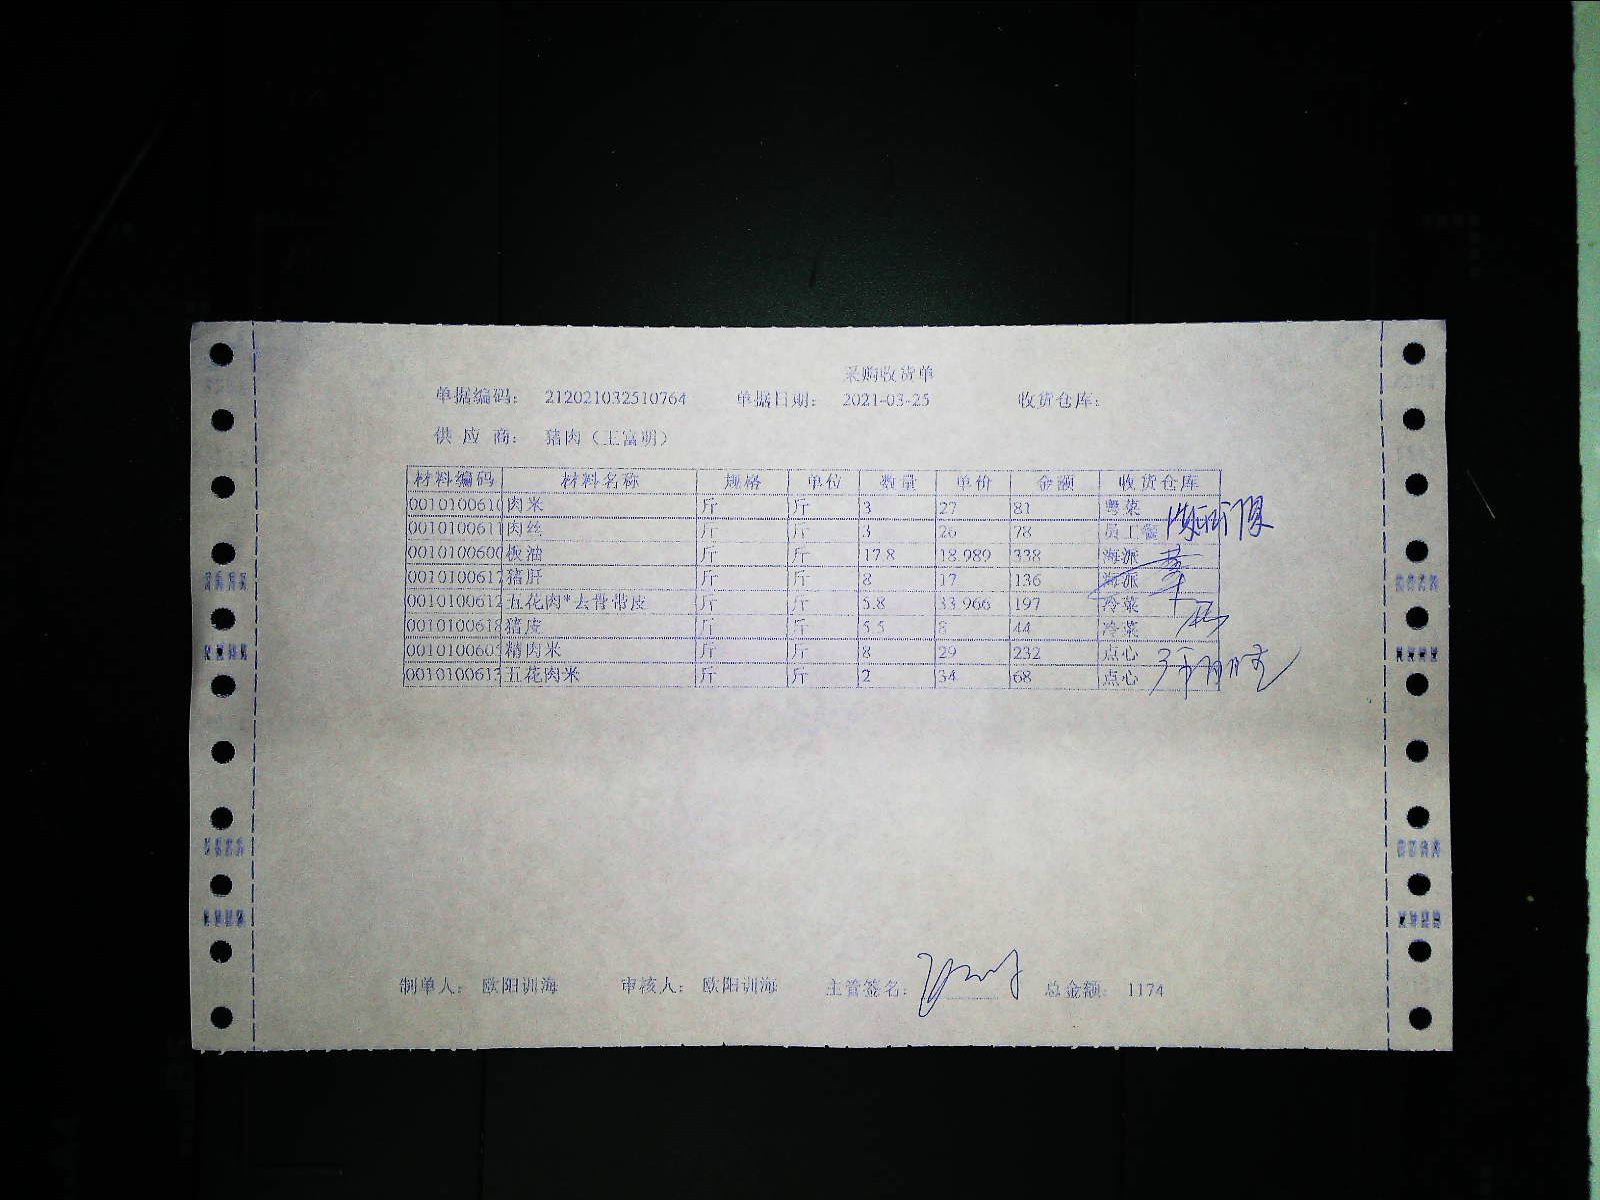 采购收货单
单据编码： 212021032510764 单据日期： 2021-03-25 收货仓库：
供 应 商： 猪肉（王富明）
材料编码 材料名称 规格 单位 数量 单价 金额 收货仓库
0010100610 肉米 斤 斤 3 27 81 粤菜
0010100611 肉丝 斤 斤 3 26 78 员工餐
0010100600 板油 斤 斤 17.8 18.989 338 海派
0010100617 猪肝 斤 斤 8 17 136 海派
0010100612 五花肉*去骨带皮 斤 斤 5.8 33.966 197 冷菜
0010100618 猪皮 斤 斤 5.5 8 44 冷菜
001010060 精肉米 斤 斤 8 29 232 点心
0010100613 五花肉米 斤 斤 2 34 68 点心
制单人： 欧阳训海 审核人： 欧阳训海 主管签名： 总金额： 1174